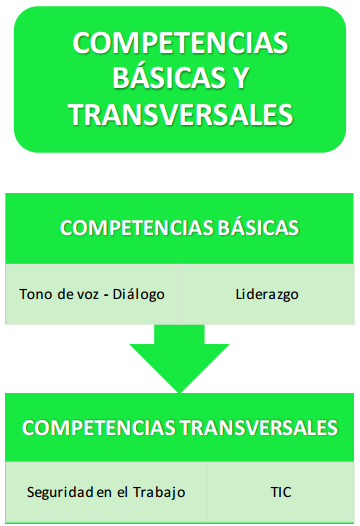 COMPETENCIAS
BÁSICAS Y
TRANSVERSALES
COMPETENCIAS BÁSICAS
Tono de voz - Diálogo
Liderazgo
COMPETENCIAS TRANSVERSALES
Seguridad en el Trabajo
TIC